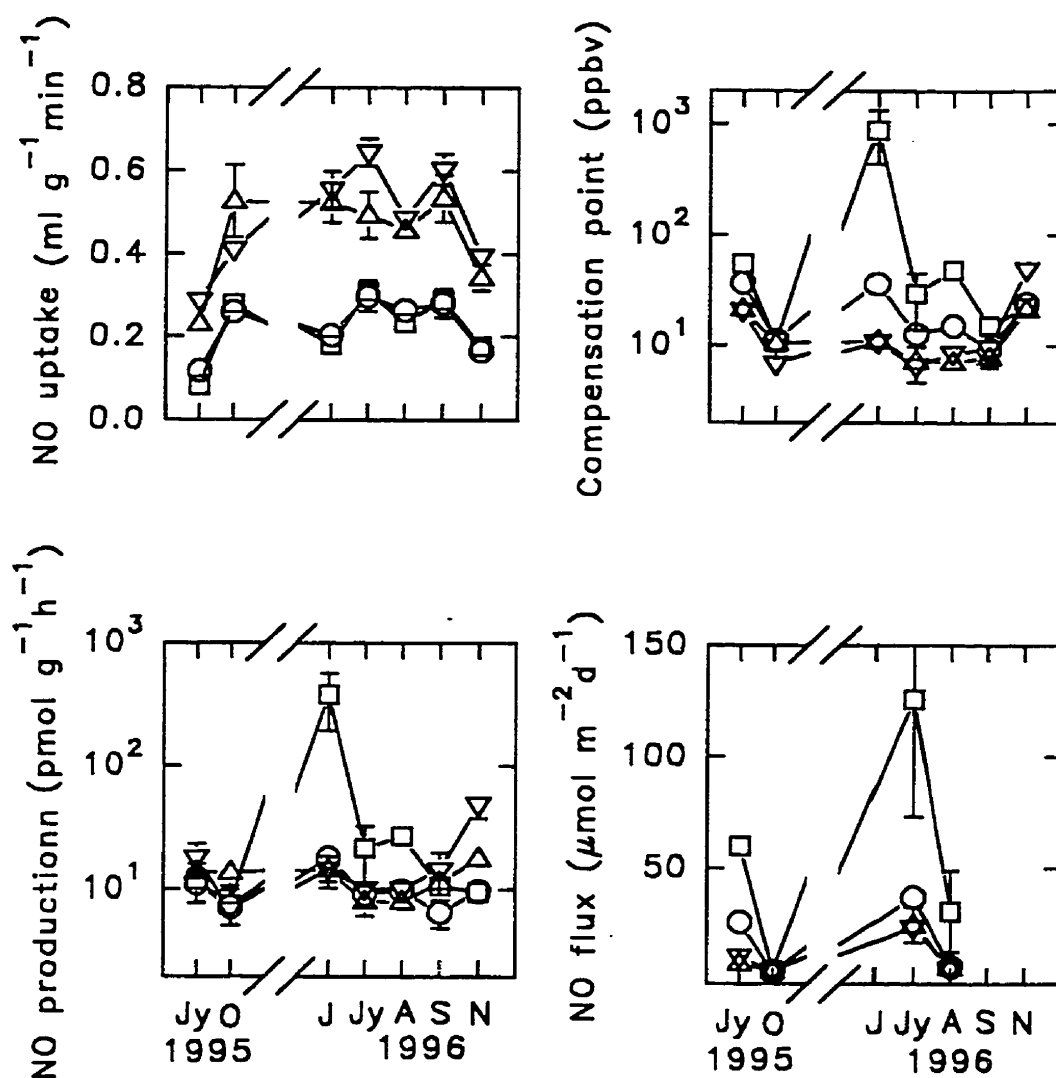 NO uptake (ml g⁻¹ min⁻¹)
0.8
0.6
0.4
0.2
0.0
Compensation point (ppbv)
10³
10²
10¹
NO productionn (pmol g⁻¹ h⁻¹)
10³
10²
10¹
Jy O J Jy A S N
1995 1996
NO flux (μmol m⁻² d⁻¹)
150
100
50
Jy O J Jy A S N
1995 1996